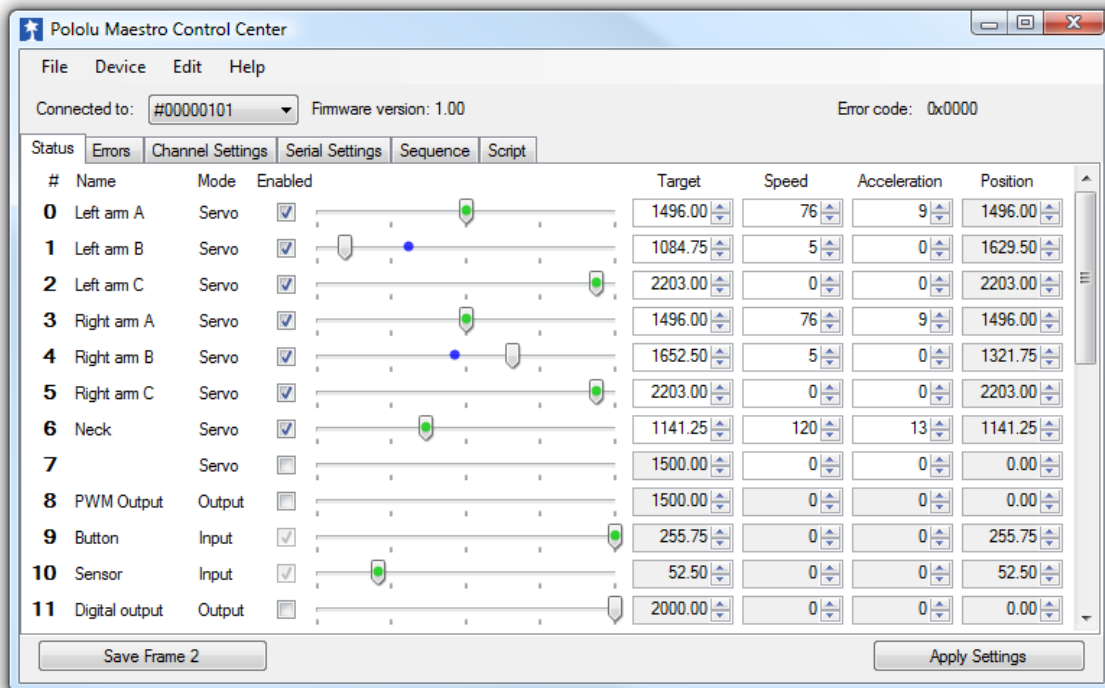 Pololu Maestro Control Center
File Device Edit Help
Connected to: #00000101 Firmware version: 1.00 Error code: 0x0000
Status Errors Channel Settings Serial Settings Sequence Script
# Name Mode Enabled Target Speed Acceleration Position
0 Left arm A Servo 1496.00 76 9 1496.00
1 Left arm B Servo 1084.75 5 0 1629.50
2 Left arm C Servo 2203.00 0 0 2203.00
3 Right arm A Servo 1496.00 76 9 1496.00
4 Right arm B Servo 1652.50 5 0 1321.75
5 Right arm C Servo 2203.00 0 0 2203.00
6 Neck Servo 1141.25 120 13 1141.25
7 Servo 1500.00 0 0 0.00
8 PWM Output Output 1500.00 0 0 0.00
9 Button Input 255.75 0 0 255.75
10 Sensor Input 52.50 0 0 52.50
11 Digital output Output 2000.00 0 0 0.00
Save Frame 2 Apply Settings